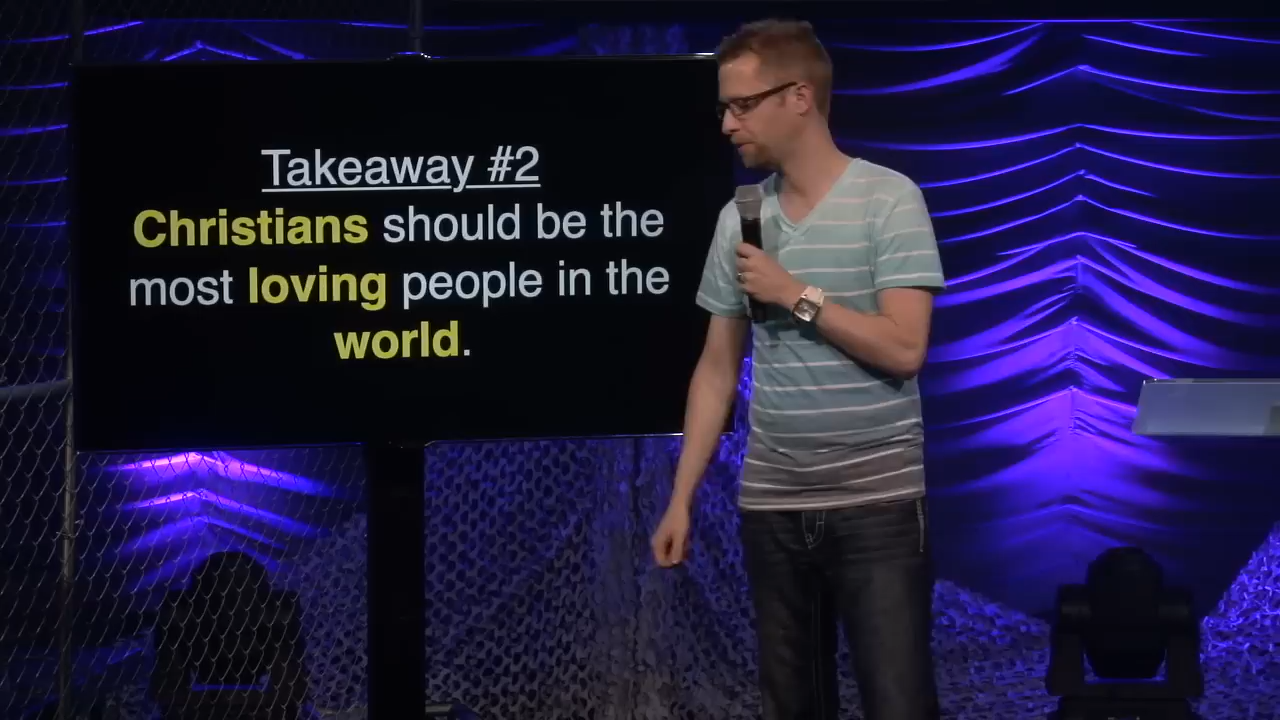 Takeaway #2
Christians should be the
most loving people in the
world.